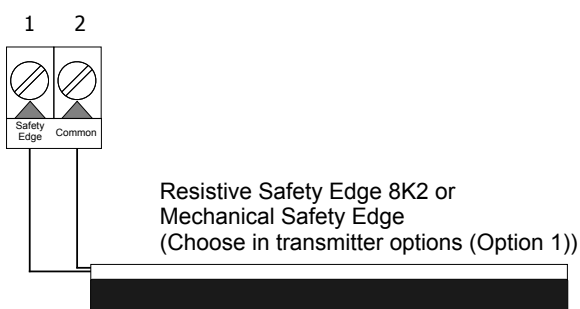 1 2
Safety Edge Common
Resistive Safety Edge 8K2 or
Mechanical Safety Edge
(Choose in transmitter options (Option 1))